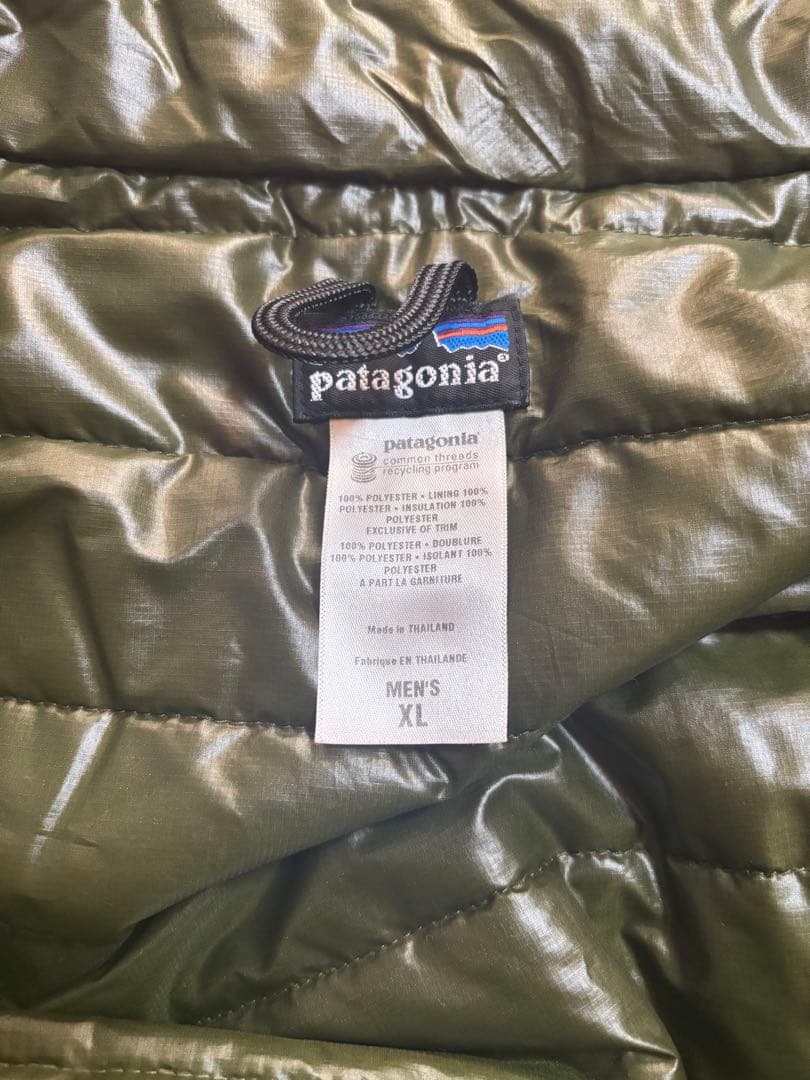 patagonia®
patagonia®
common threads
recycling program
100% POLYESTER • LINING 100%
POLYESTER • INSULATION 100%
POLYESTER
EXCLUSIVE OF TRIM
100% POLYESTER • DOUBLURE
100% POLYESTER • ISOLANT 100%
POLYESTER
À PART LA GARNITURE
Made in THAILAND
Fabriqué EN THAILANDE
MEN'S
XL